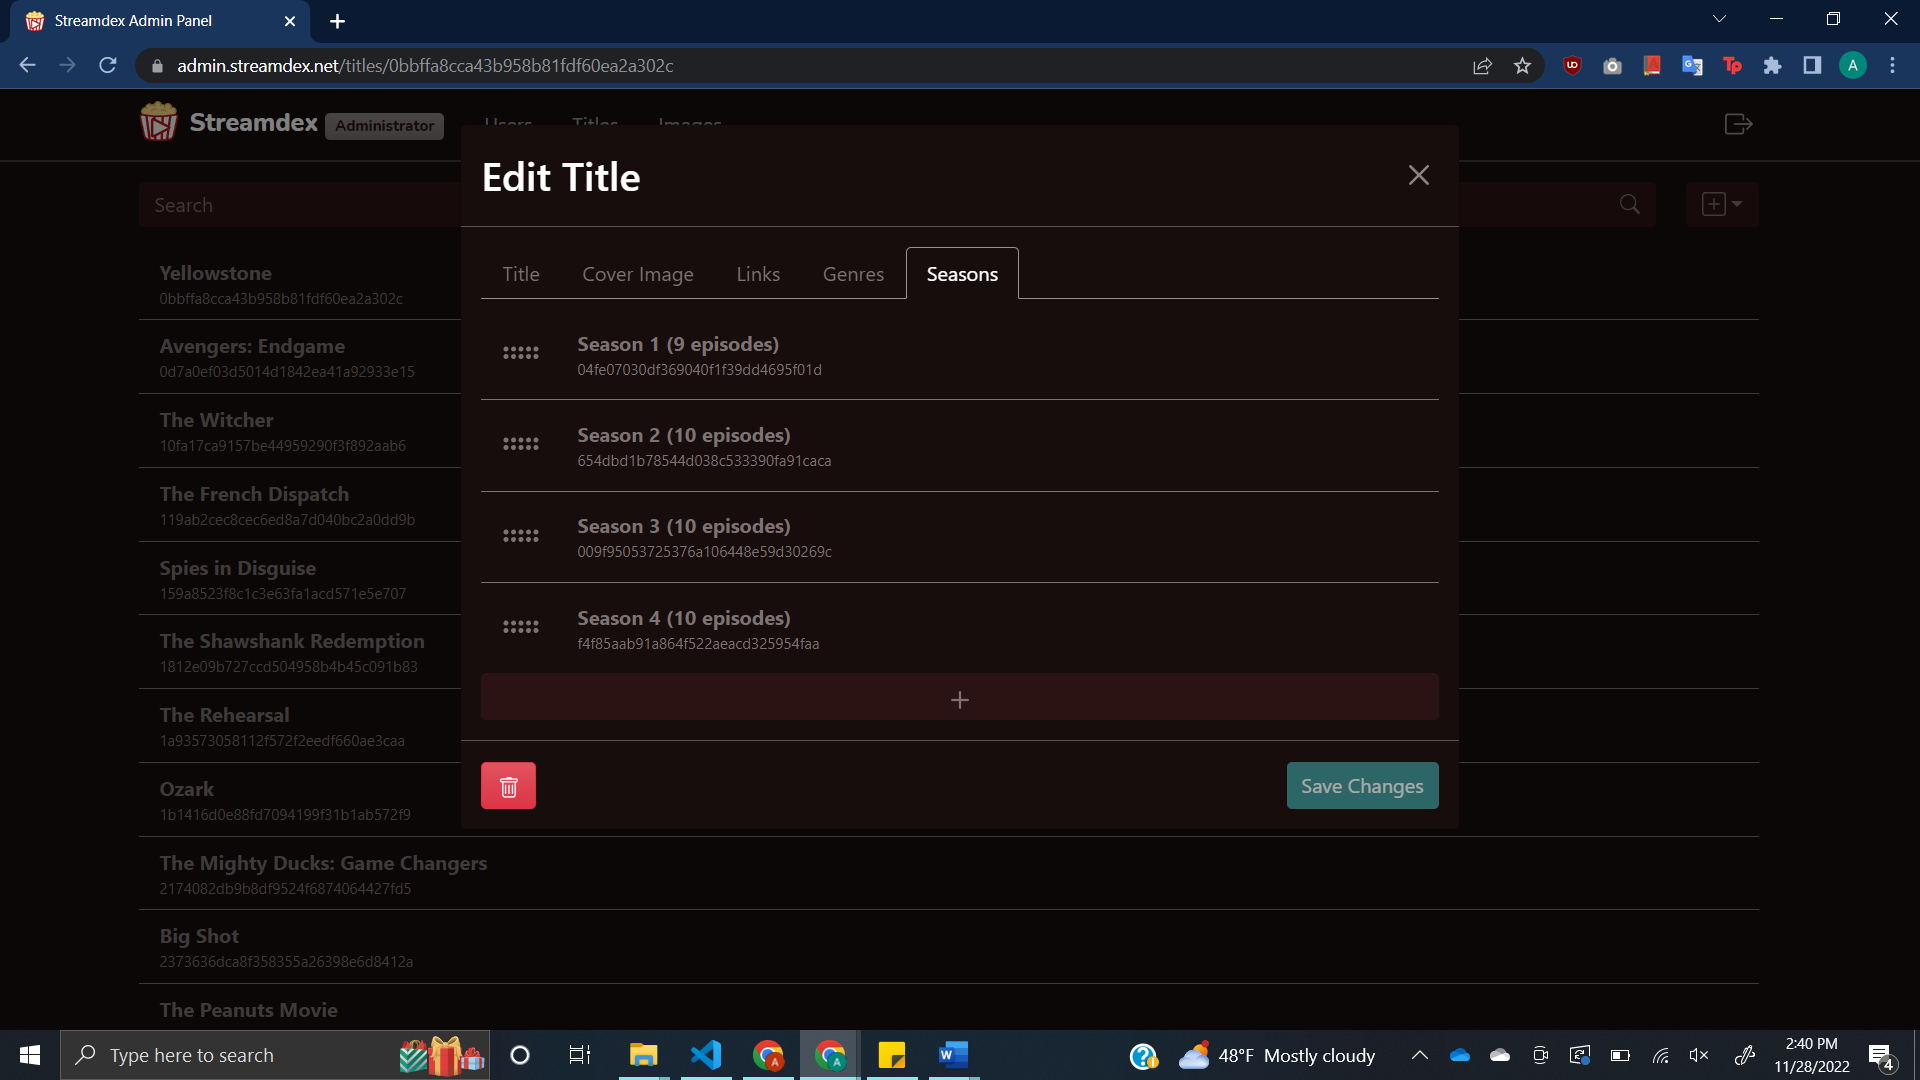 Streamdex Admin Panel
admin.streamdex.net/titles/0bbffa8cca43b958b81fdf60ea2a302c
A
Streamdex Administrator Users Titles Images
Search
Edit Title
Title Cover Image Links Genres Seasons
Season 1 (9 episodes)
04fe07030df369040f1f39dd4695f01d
Season 2 (10 episodes)
654dbd1b78544d038c533390fa91caca
Season 3 (10 episodes)
009f95053725376a106448e59d30269c
Season 4 (10 episodes)
f4f85aab91a864f522aeacd325954faa
Save Changes
Yellowstone
0bbffa8cca43b958b81fdf60ea2a302c
Avengers: Endgame
0d7a0ef03d5014d1842ea41a92933e15
The Witcher
10fa17ca9157be44959290f3f892aab6
The French Dispatch
119ab2cec8cec6ed8a7d040bc2a0dd9b
Spies in Disguise
159a8523f8c1c3e63fa1acd571e5e707
The Shawshank Redemption
1812e09b727ccd504958b4b45c091b83
The Rehearsal
1a93573058112f572f2eedf660ae3caa
Ozark
1b1416d0e88fd7094199f31b1ab572f9
The Mighty Ducks: Game Changers
2174082db9b8df9524f6874064427fd5
Big Shot
2373636dca8f358355a26398e6d8412a
The Peanuts Movie
Type here to search
48°F Mostly cloudy
2:40 PM
11/28/2022
4